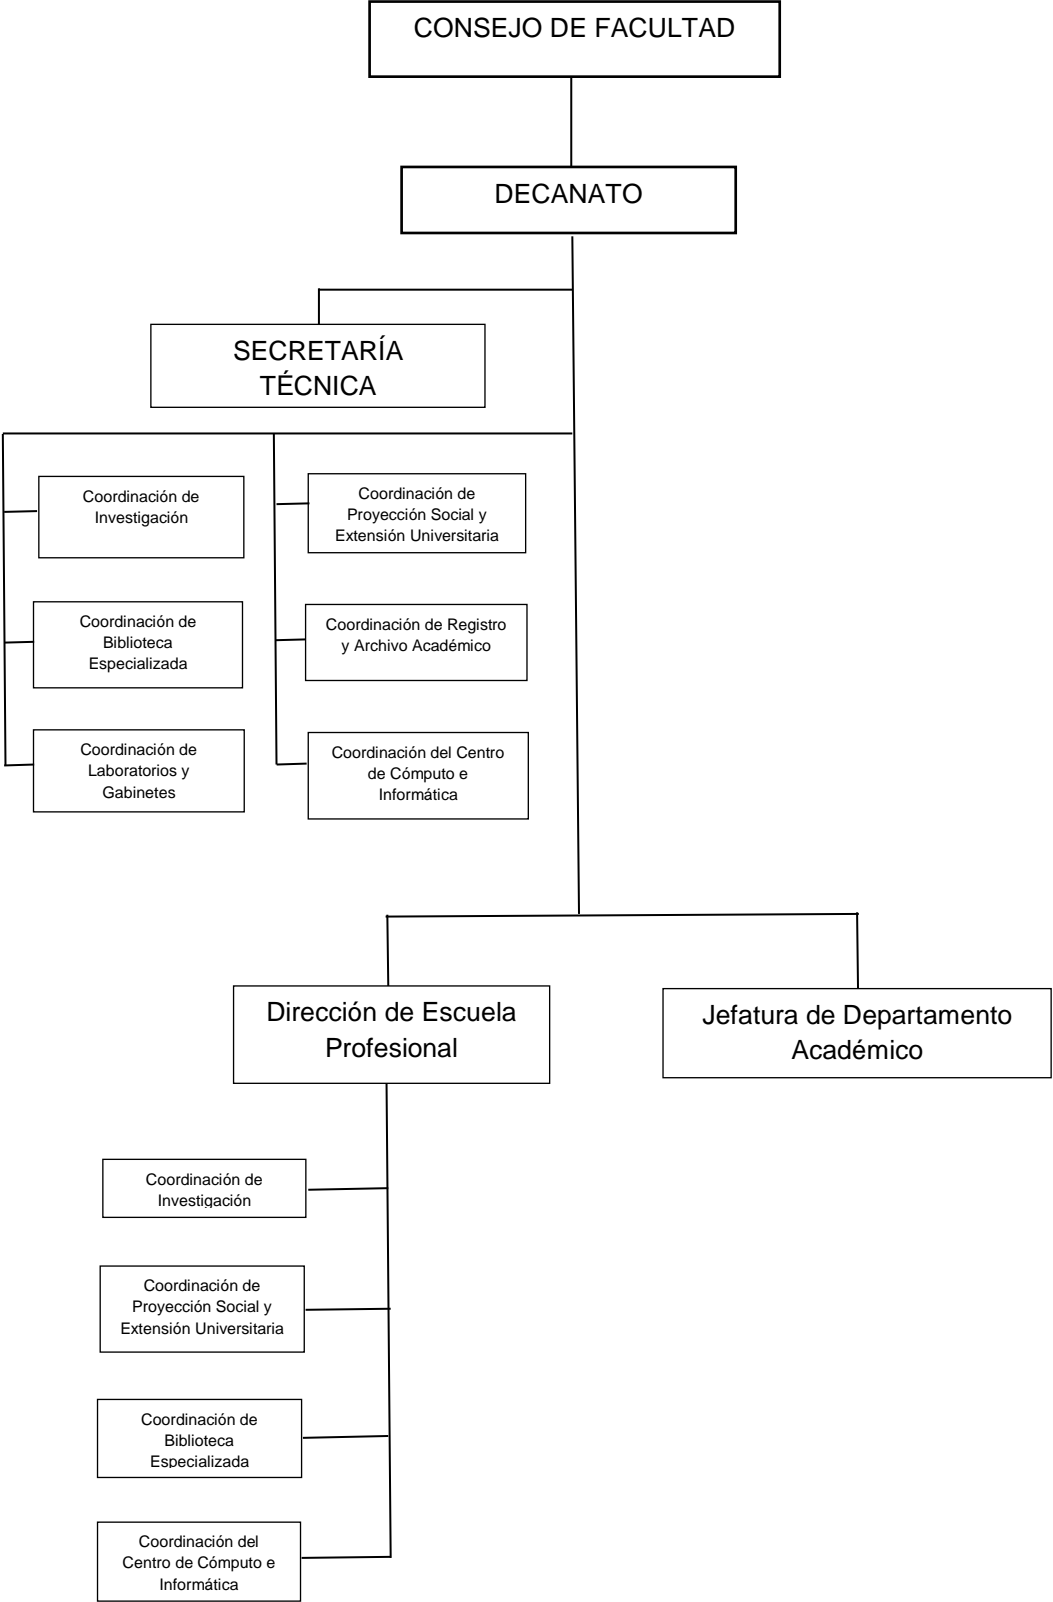 CONSEJO DE FACULTAD
DECANATO
SECRETARÍA
TÉCNICA
Coordinación de
Investigación
Coordinación de
Proyección Social y
Extensión Universitaria
Coordinación de
Biblioteca
Especializada
Coordinación de Registro
y Archivo Académico
Coordinación de
Laboratorios y
Gabinetes
Coordinación del Centro
de Cómputo e
Informática
Dirección de Escuela
Profesional
Jefatura de Departamento
Académico
Coordinación de
Investigación
Coordinación de
Proyección Social y
Extensión Universitaria
Coordinación de
Biblioteca
Especializada
Coordinación del
Centro de Cómputo e
Informática